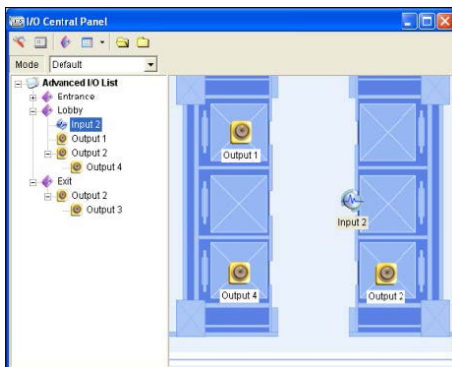 I/O Central Panel
Mode Default
Advanced I/O List
Entrance
Lobby
Input 2
Output 1
Output 2
Output 4
Exit
Output 2
Output 3
Output 1
Input 2
Output 4
Output 2